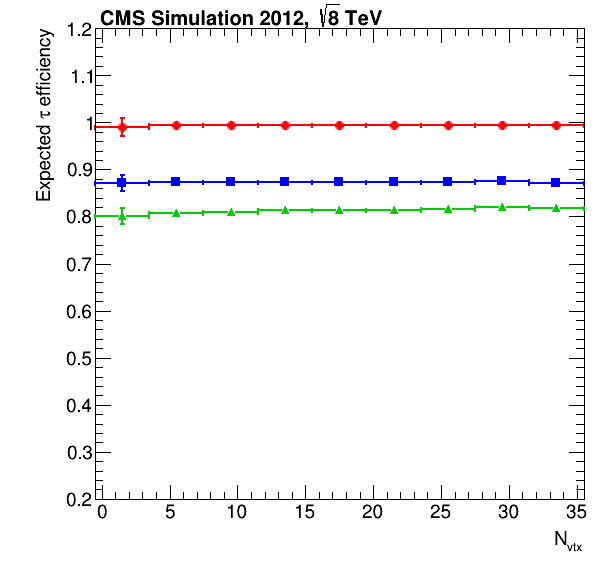 CMS Simulation 2012, √8 TeV
Expected τ efficiency
1.2
1.1
1
0.9
0.8
0.7
0.6
0.5
0.4
0.3
0.2
0 5 10 15 20 25 30 35
N_vtx